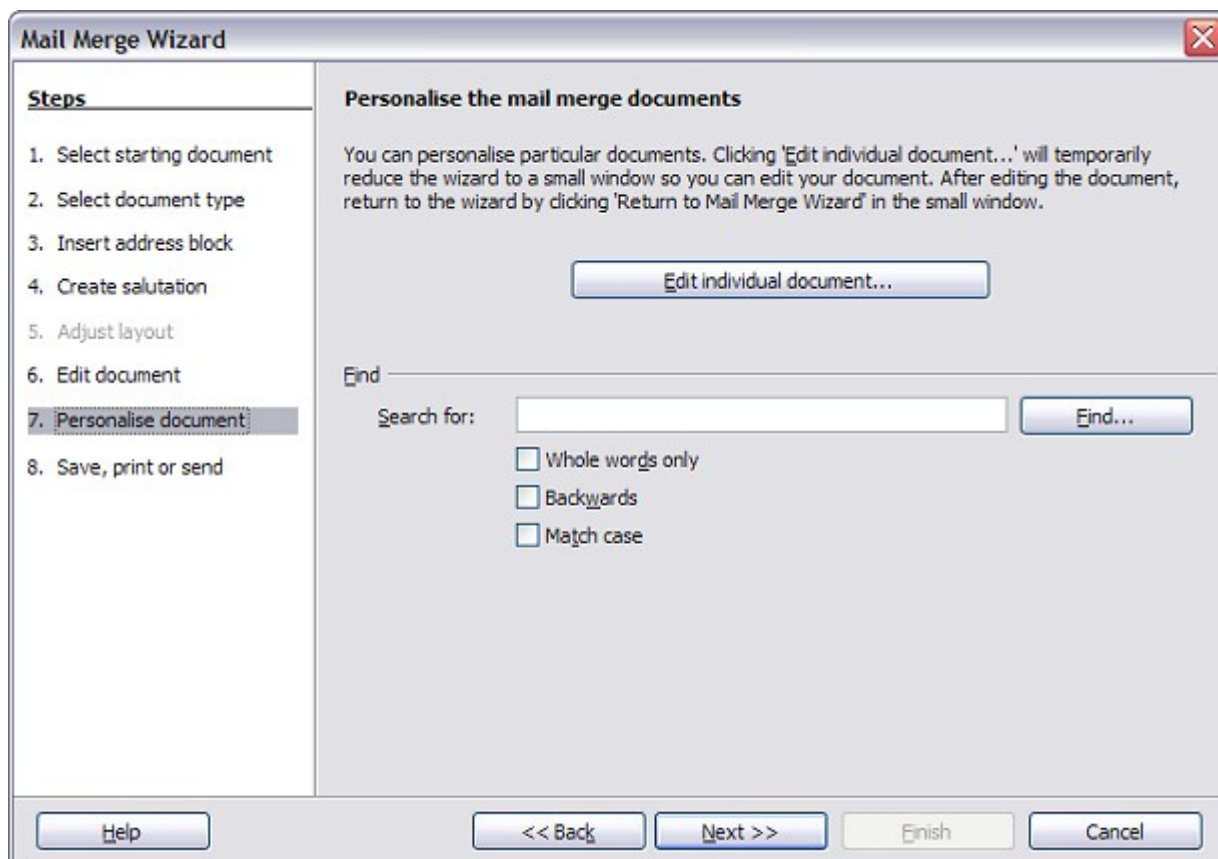 Mail Merge Wizard
Steps
1. Select starting document
2. Select document type
3. Insert address block
4. Create salutation
5. Adjust layout
6. Edit document
7. Personalise document
8. Save, print or send
Personalise the mail merge documents
You can personalise particular documents. Clicking 'Edit individual document...' will temporarily
reduce the wizard to a small window so you can edit your document. After editing the document,
return to the wizard by clicking 'Return to Mail Merge Wizard' in the small window.
Edit individual document...
Find
Search for:
Find...
Whole words only
Backwards
Match case
Help
<< Back
Next >>
Finish
Cancel